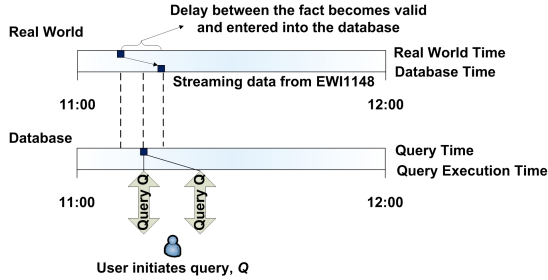 Delay between the fact becomes valid
and entered into the database
Real World
Real World Time
Database Time
Streaming data from EWI1148
11:00
12:00
Database
Query Time
Query Execution Time
Query Q
Query Q
11:00
12:00
User initiates query, Q